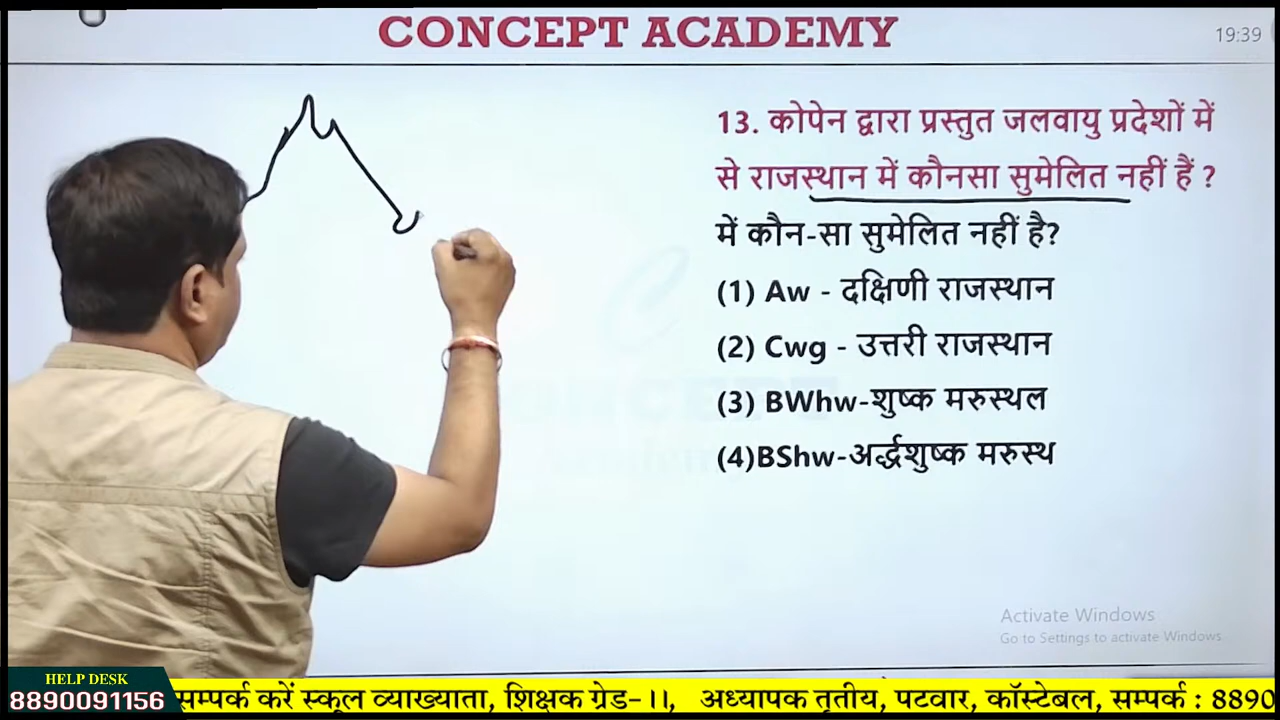 CONCEPT ACADEMY
19:39
13. कोपेन द्वारा प्रस्तुत जलवायु प्रदेशों में
से राजस्थान में कौनसा सुमेलित नहीं हैं ?
में कौन-सा सुमेलित नहीं है?
(1) Aw - दक्षिणी राजस्थान
(2) Cwg - उत्तरी राजस्थान
(3) BWhw-शुष्क मरुस्थल
(4)BShw-अर्द्धशुष्क मरुस्थ
Activate Windows
Go to Settings to activate Windows
HELP DESK
8890091156
सम्पर्क करें स्कूल व्याख्याता, शिक्षक ग्रेड-।।, अध्यापक तृतीय, पटवार, कॉस्टेबल, सम्पर्क : 8890